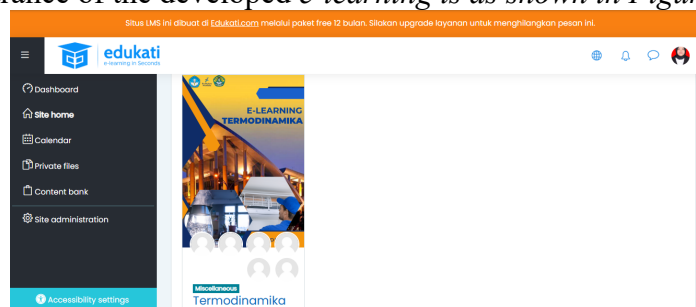 rance of the developed e-learning is as shown in Figur
Situs LMS ini dibuat di Edukati.com melalui paket free 12 bulan. Silakan upgrade layanan untuk menghilangkan pesan ini.
edukati
e-learning in Seconds
Dashboard
Site home
Calendar
Private files
Content bank
Site administration
Accessibility settings
E-LEARNING
TERMODINAMIKA
Miscellaneous
Termodinamika